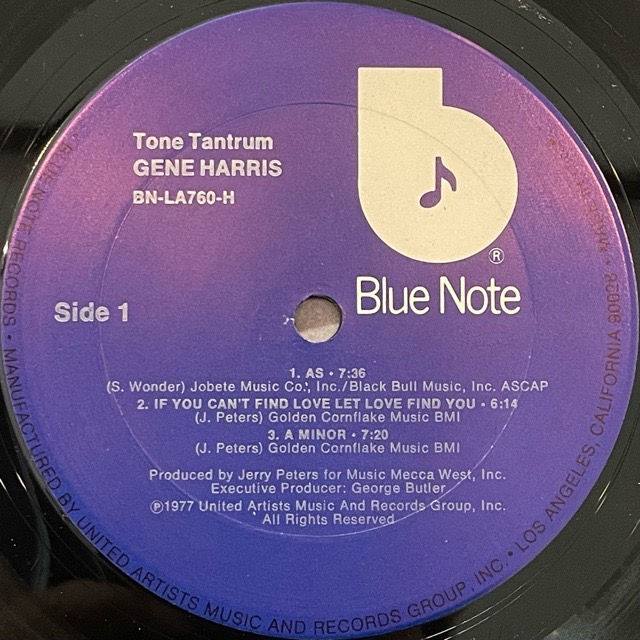 Tone Tantrum
GENE HARRIS
BN-LA760-H
®
Blue Note
Side 1
1. AS • 7:36
(S. Wonder) Jobete Music Co., Inc./Black Bull Music, Inc. ASCAP
2. IF YOU CAN'T FIND LOVE LET LOVE FIND YOU • 6:14
(J. Peters) Golden Cornflake Music BMI
3. A MINOR • 7:20
(J. Peters) Golden Cornflake Music BMI
Produced by Jerry Peters for Music Mecca West, Inc.
Executive Producer: George Butler
℗1977 United Artists Music And Records Group, Inc.
All Rights Reserved
BLUE NOTE RECORDS • MANUFACTURED BY UNITED ARTISTS MUSIC AND RECORDS GROUP, INC. • LOS ANGELES, CALIFORNIA 90028 • MADE IN